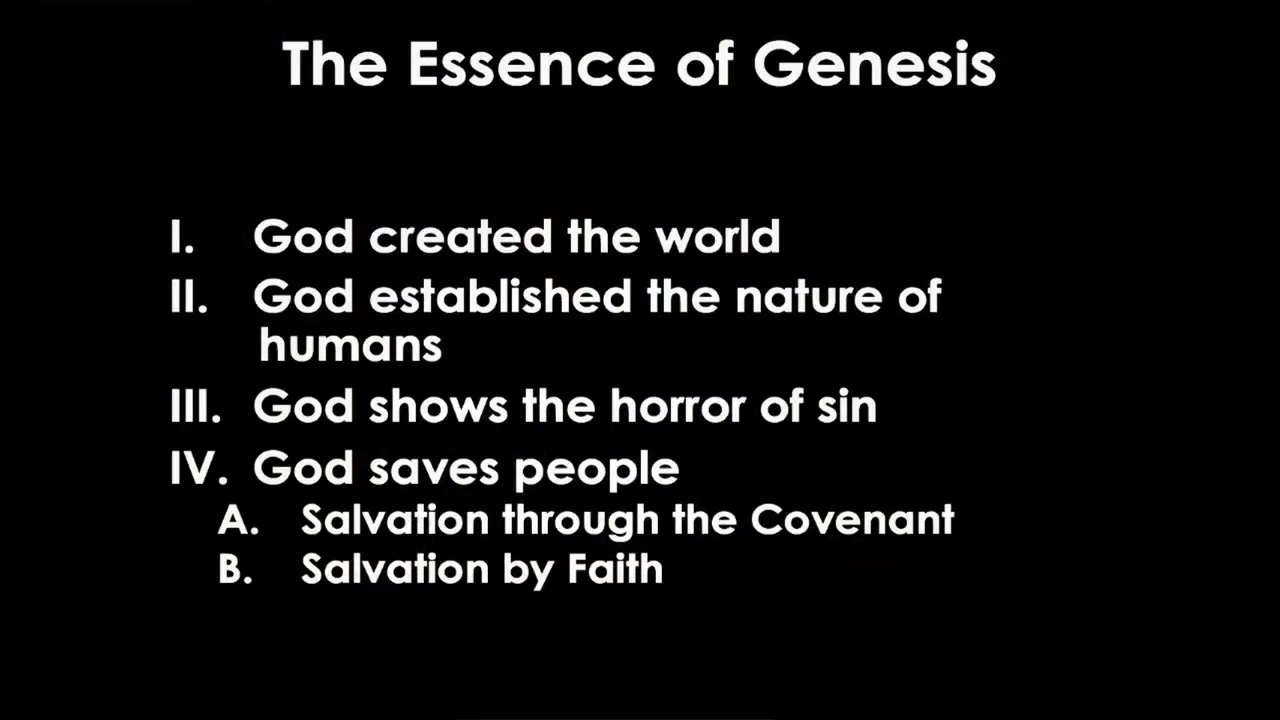 The Essence of Genesis
I. God created the world
II. God established the nature of
humans
III. God shows the horror of sin
IV. God saves people
A. Salvation through the Covenant
B. Salvation by Faith